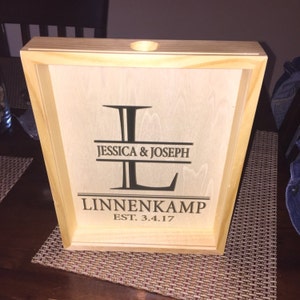 L
JESSICA & JOSEPH
LINNENKAMP
EST. 3.4.17